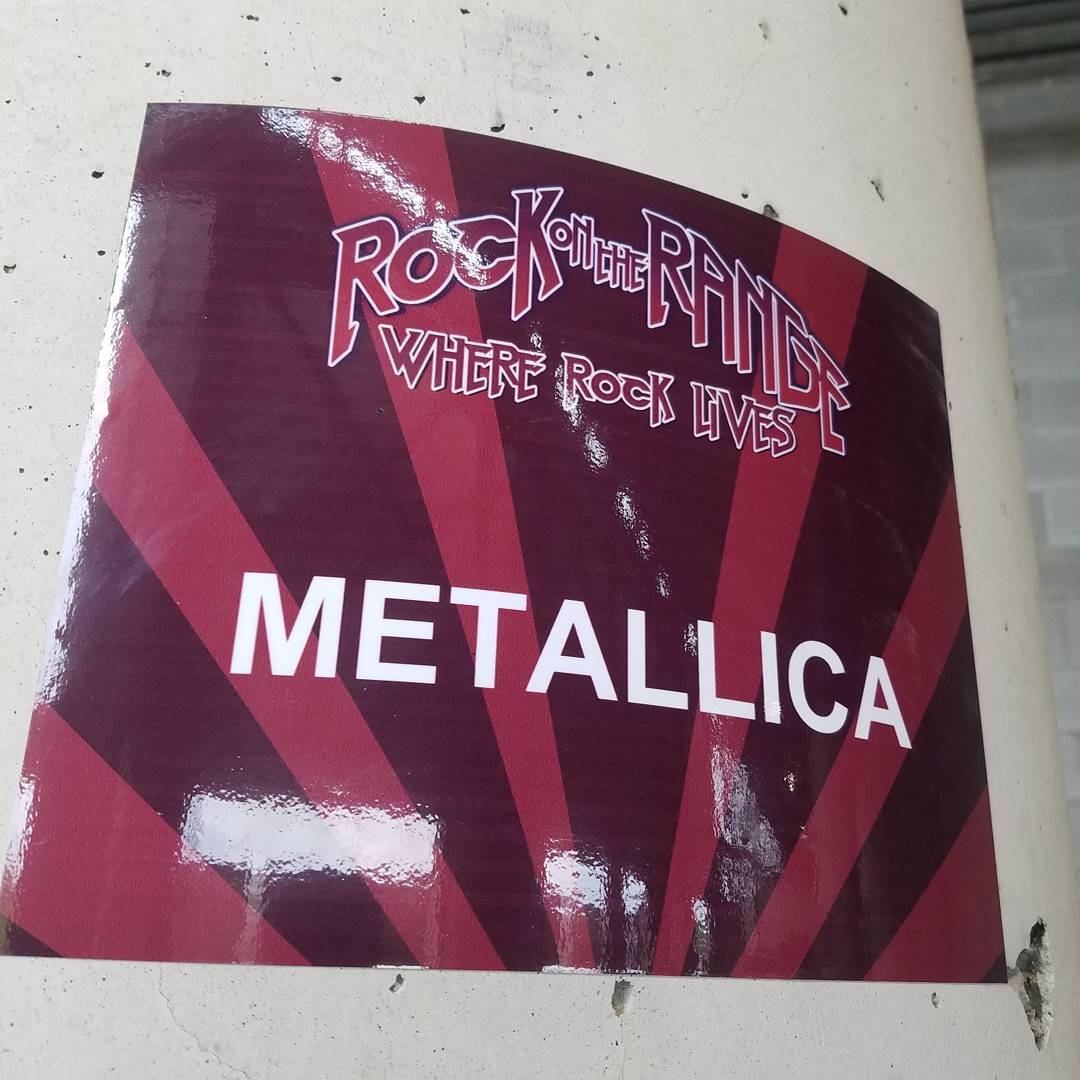 ROCK ON THE RANGE
WHERE ROCK LIVES
METALLICA